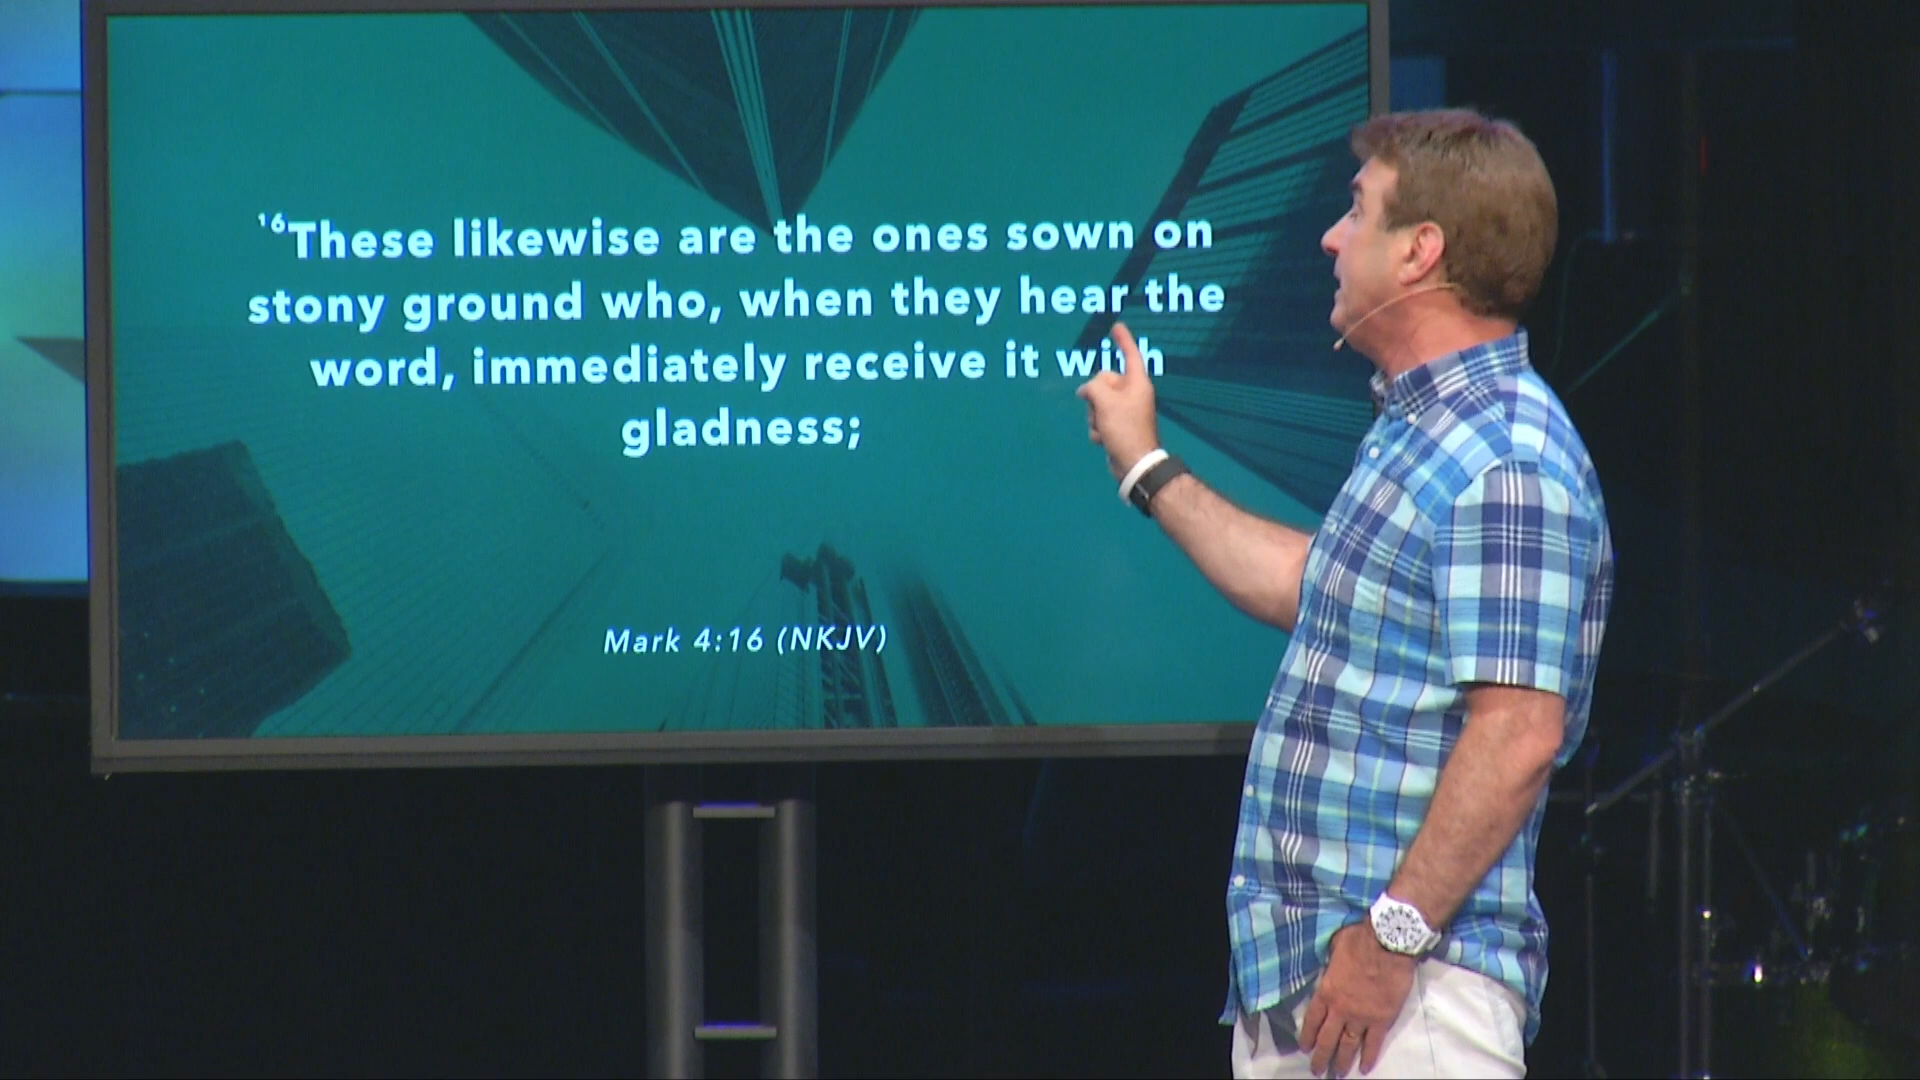 ¹⁶These likewise are the ones sown on
stony ground who, when they hear the
word, immediately receive it with
gladness;
Mark 4:16 (NKJV)